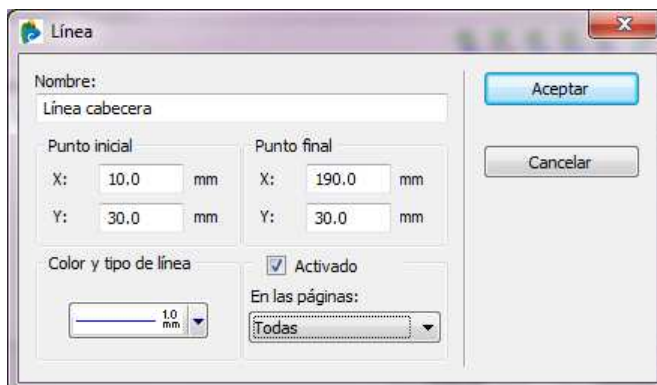 Línea
Nombre:
Línea cabecera
Aceptar
Cancelar
Punto inicial
X: 10.0 mm
Y: 30.0 mm
Punto final
X: 190.0 mm
Y: 30.0 mm
Color y tipo de línea
1.0 mm
Activado
En las páginas:
Todas